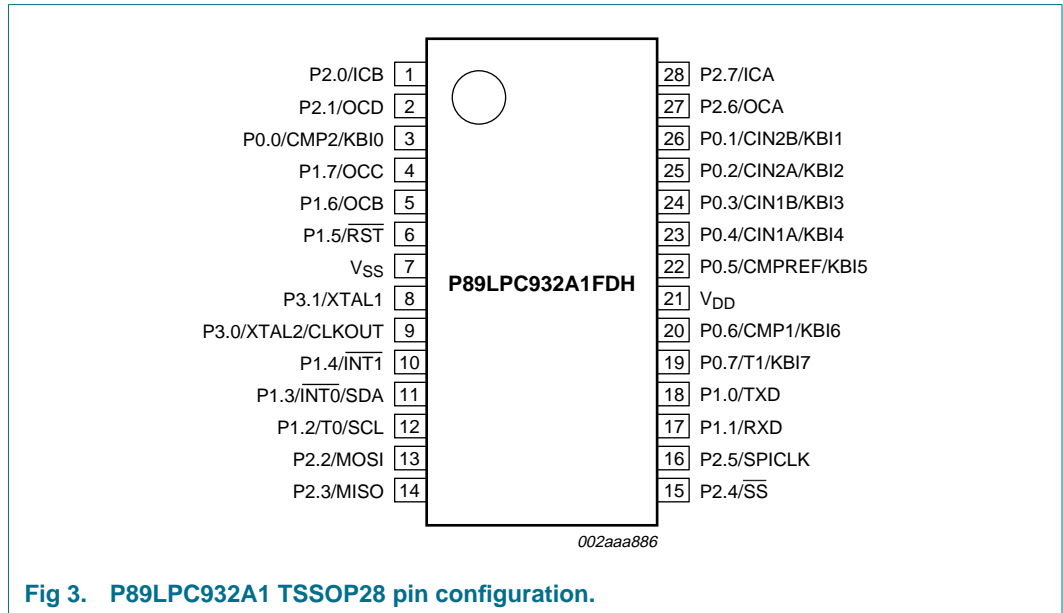 P2.0/ICB 1
P2.1/OCD 2
P0.0/CMP2/KBI0 3
P1.7/OCC 4
P1.6/OCB 5
P1.5/R̅S̅T̅ 6
VSS 7
P3.1/XTAL1 8
P3.0/XTAL2/CLKOUT 9
P1.4/I̅N̅T̅1̅ 10
P1.3/I̅N̅T̅0̅/SDA 11
P1.2/T0/SCL 12
P2.2/MOSI 13
P2.3/MISO 14
P89LPC932A1FDH
28 P2.7/ICA
27 P2.6/OCA
26 P0.1/CIN2B/KBI1
25 P0.2/CIN2A/KBI2
24 P0.3/CIN1B/KBI3
23 P0.4/CIN1A/KBI4
22 P0.5/CMPREF/KBI5
21 VDD
20 P0.6/CMP1/KBI6
19 P0.7/T1/KBI7
18 P1.0/TXD
17 P1.1/RXD
16 P2.5/SPICLK
15 P2.4/S̅S̅
002aaa886
Fig 3. P89LPC932A1 TSSOP28 pin configuration.